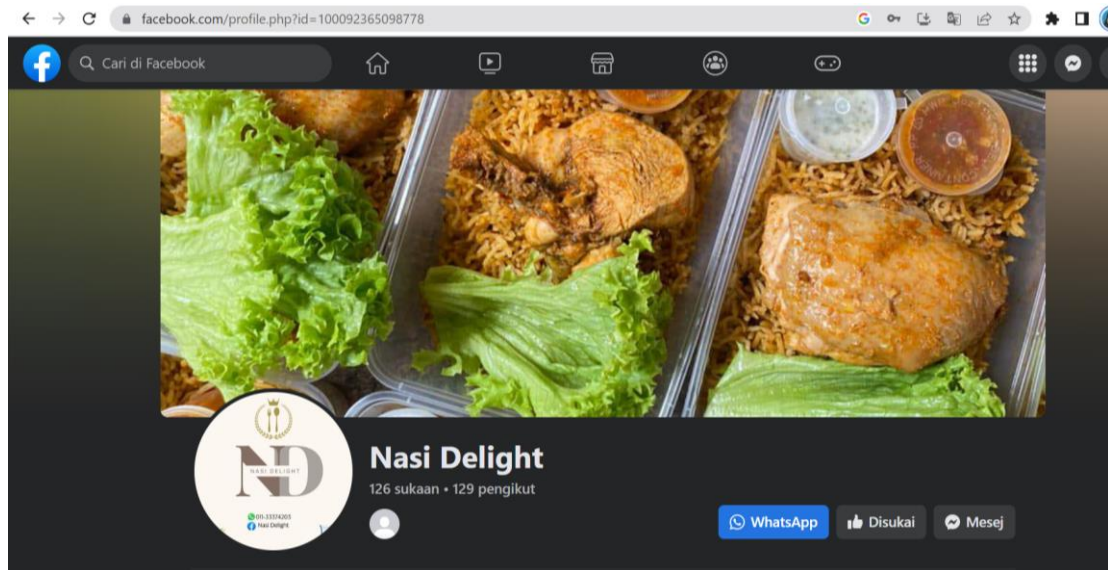 facebook.com/profile.php?id=100092365098778
Cari di Facebook
ND
NASI DELIGHT
Nasi Delight
Nasi Delight
126 sukaan • 129 pengikut
WhatsApp
Disukai
Mesej